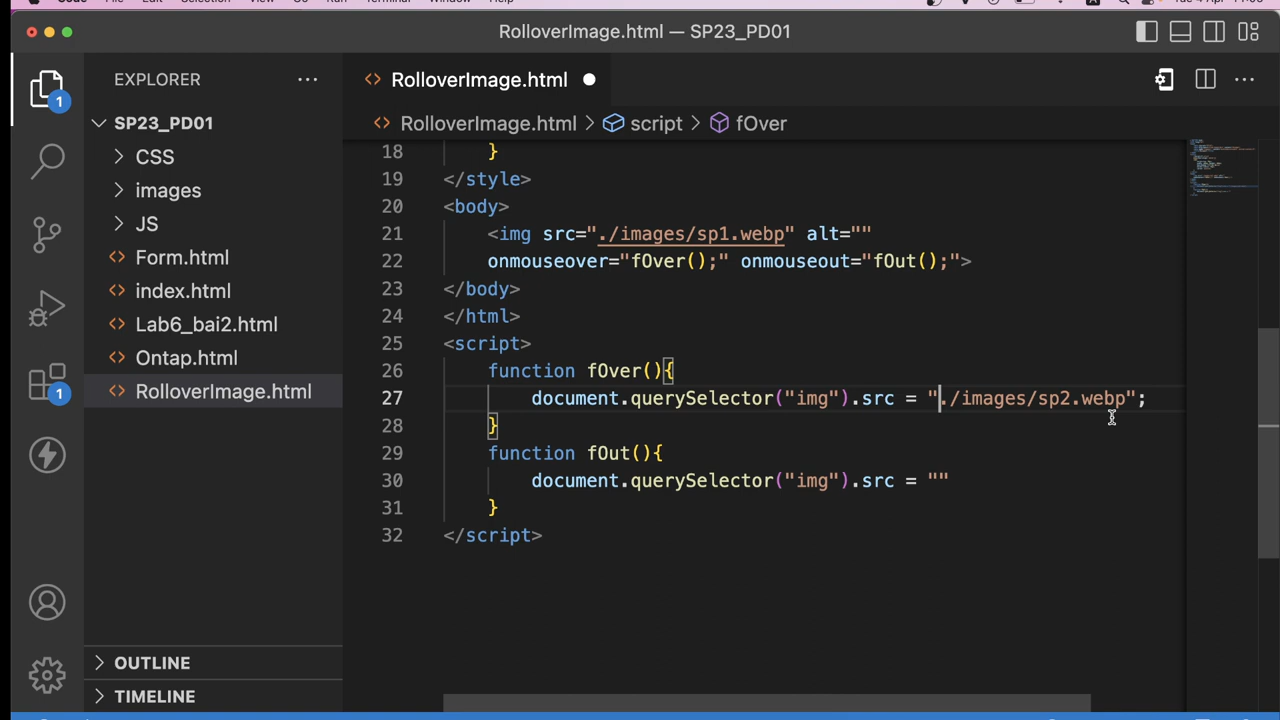 RolloverImage.html — SP23_PD01
EXPLORER
RolloverImage.html
1
SP23_PD01
RolloverImage.html > script > fOver
CSS
images
JS
Form.html
index.html
Lab6_bai2.html
Ontap.html
RolloverImage.html
1
18 }
19 </style>
20 <body>
21 <img src="./images/sp1.webp" alt=""
22 onmouseover="fOver();" onmouseout="fOut();">
23 </body>
24 </html>
25 <script>
26 function fOver(){
27 document.querySelector("img").src = "./images/sp2.webp";
28 }
29 function fOut(){
30 document.querySelector("img").src = ""
31 }
32 </script>
OUTLINE
TIMELINE